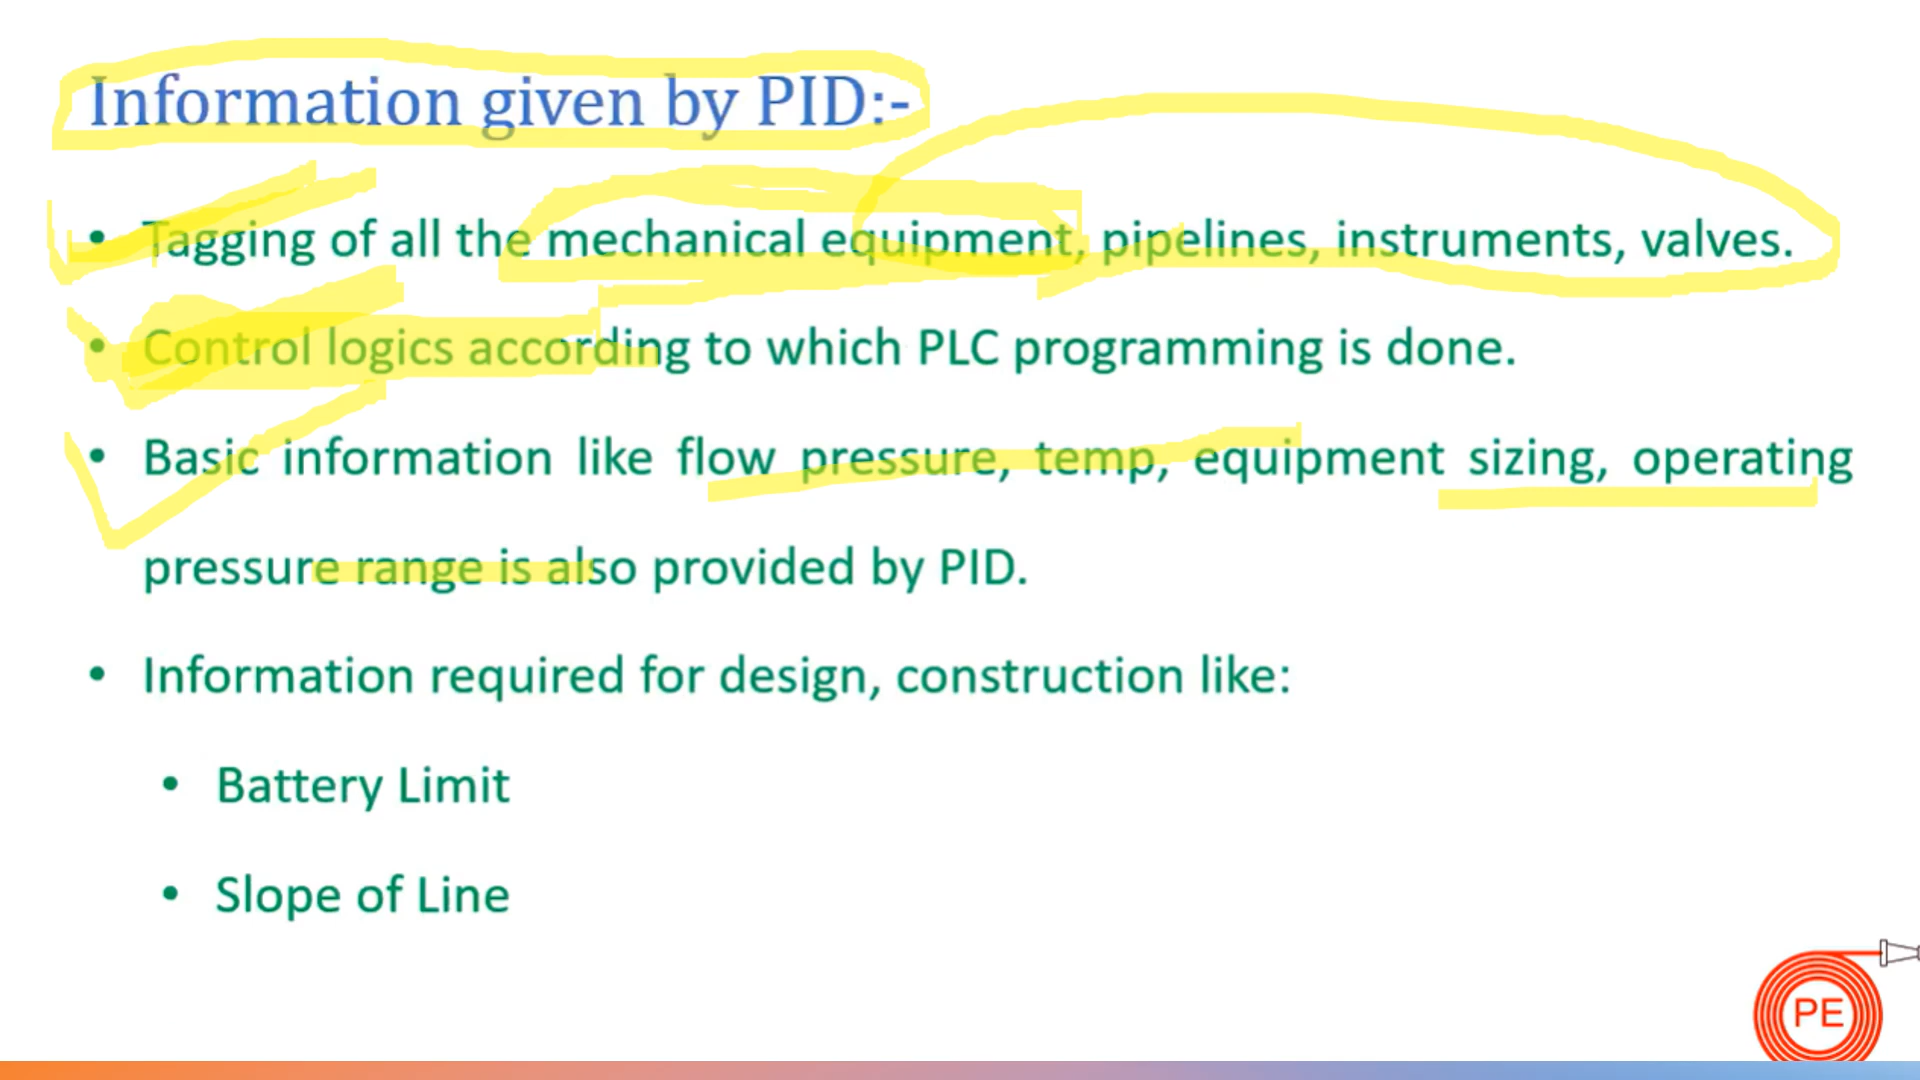 Information given by PID:-
• Tagging of all the mechanical equipment, pipelines, instruments, valves.
• Control logics according to which PLC programming is done.
• Basic information like flow pressure, temp, equipment sizing, operating
pressure range is also provided by PID.
• Information required for design, construction like:
• Battery Limit
• Slope of Line
PE